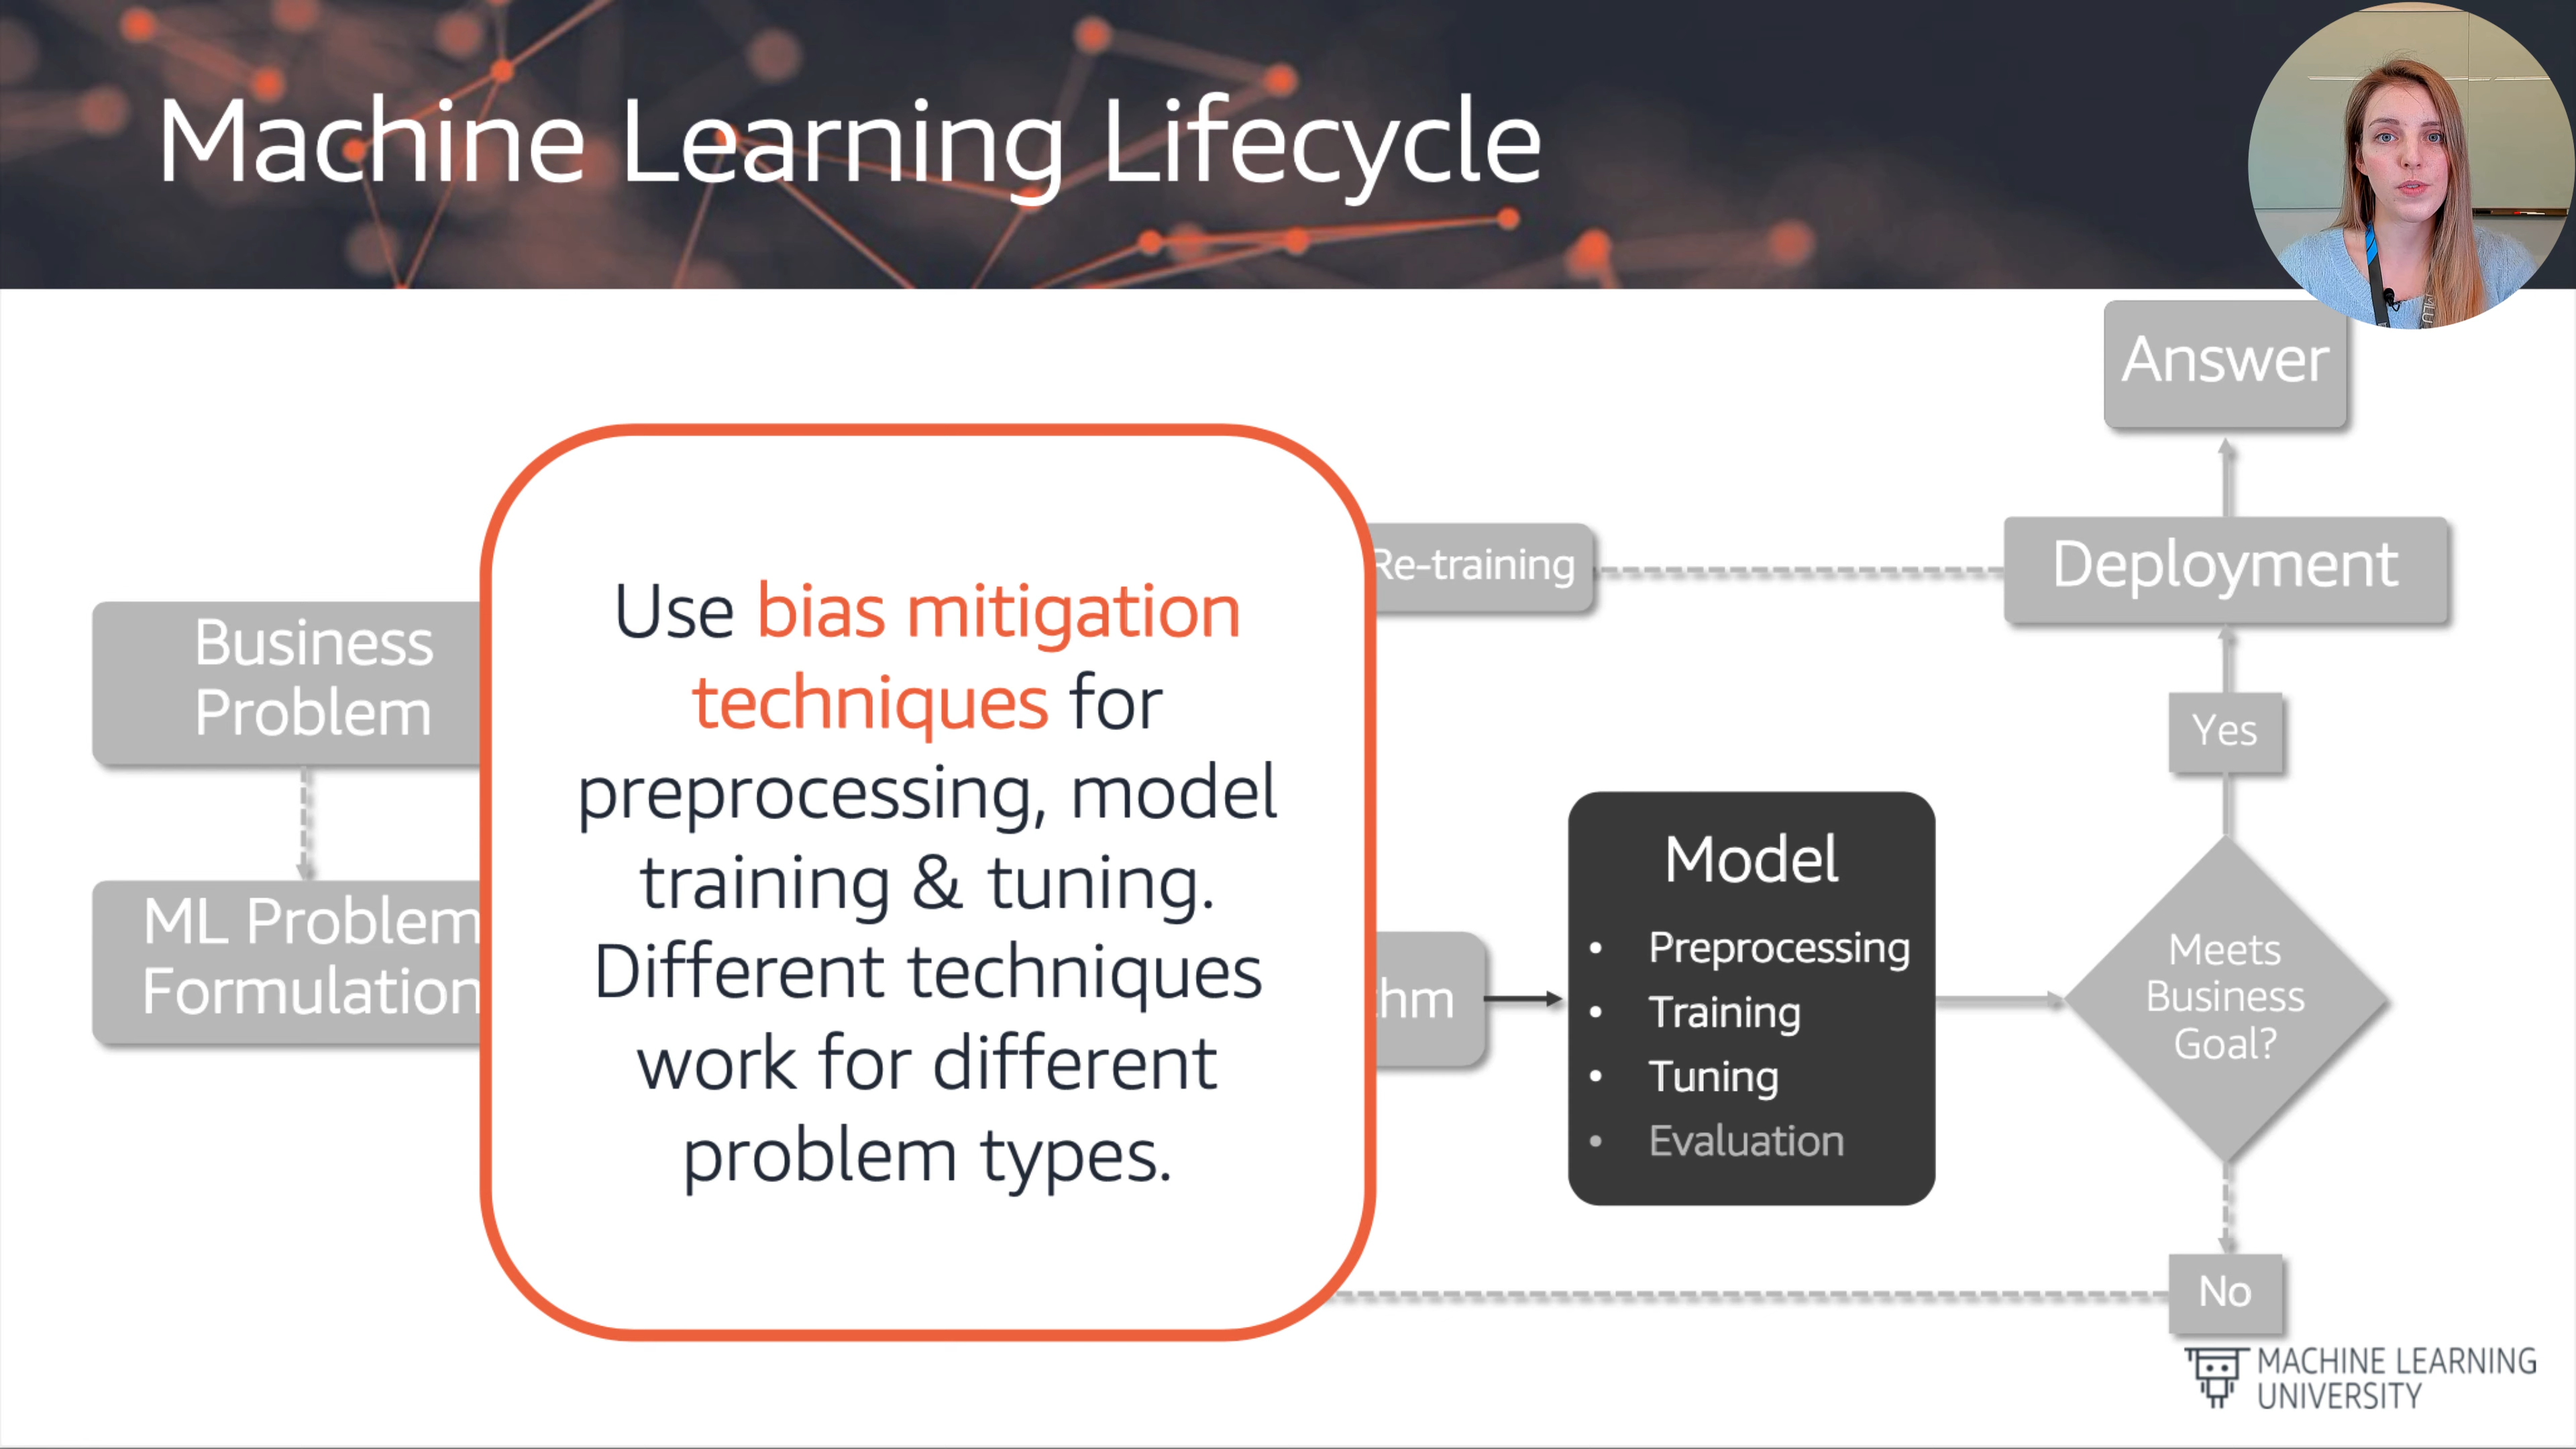 Machine Learning Lifecycle
Answer
Re-training
Deployment
Business
Problem
Use bias mitigation
techniques for
preprocessing, model
training & tuning.
Different techniques
work for different
problem types.
Yes
ML Problem
Formulation
hm
Model
• Preprocessing
• Training
• Tuning
• Evaluation
Meets
Business
Goal?
No
MACHINE LEARNING
UNIVERSITY
MLU